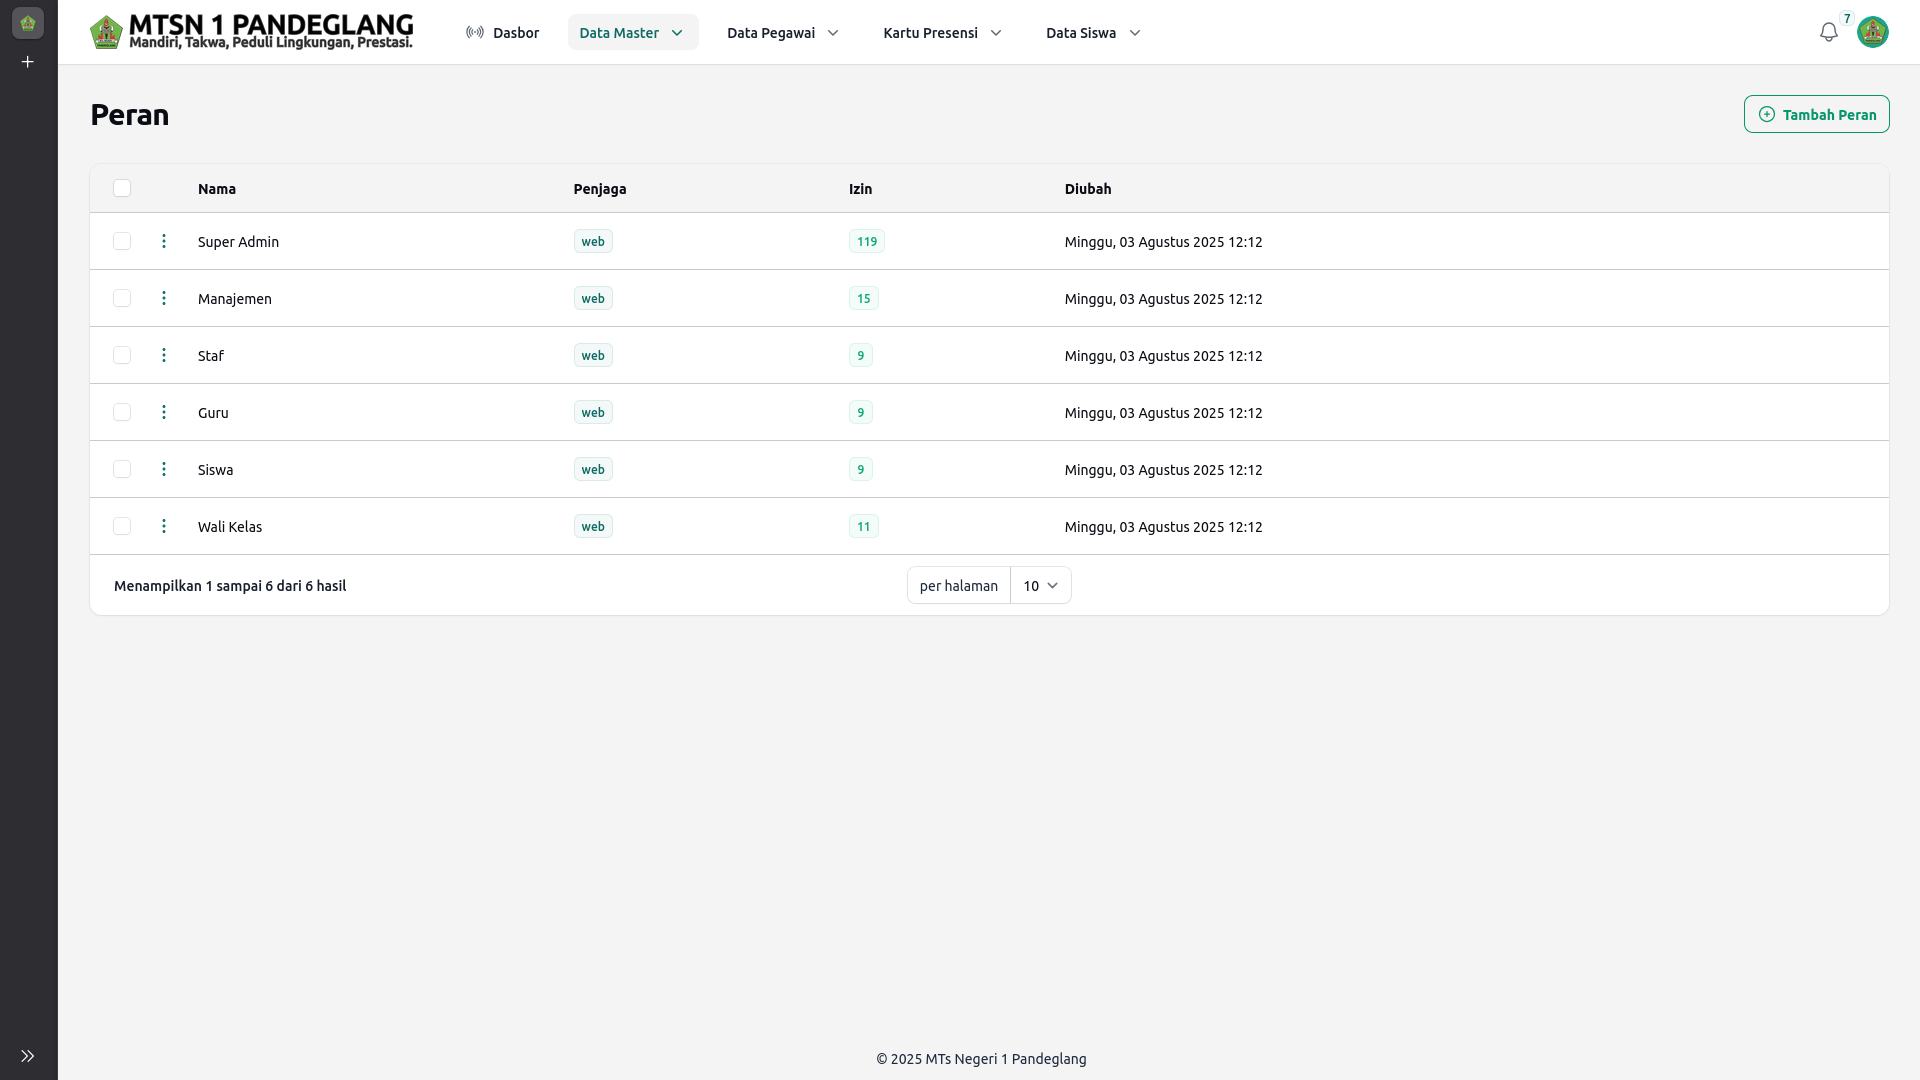 MTSN 1 PANDEGLANG
Mandiri, Takwa, Peduli Lingkungan, Prestasi.
Dasbor
Data Master
Data Pegawai
Kartu Presensi
Data Siswa
7
Peran
Tambah Peran
Nama Penjaga Izin Diubah
Super Admin web 119 Minggu, 03 Agustus 2025 12:12
Manajemen web 15 Minggu, 03 Agustus 2025 12:12
Staf web 9 Minggu, 03 Agustus 2025 12:12
Guru web 9 Minggu, 03 Agustus 2025 12:12
Siswa web 9 Minggu, 03 Agustus 2025 12:12
Wali Kelas web 11 Minggu, 03 Agustus 2025 12:12
Menampilkan 1 sampai 6 dari 6 hasil
per halaman 10
© 2025 MTs Negeri 1 Pandeglang